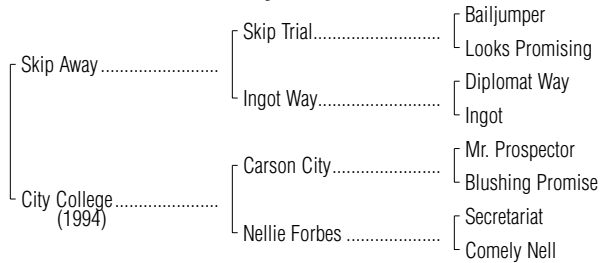 Bailjumper
Skip Trial....................................
Looks Promising
Skip Away ...............................
Diplomat Way
Ingot Way...................................
Ingot
Mr. Prospector
Carson City................................
Blushing Promise
City College ............................
(1994)
Secretariat
Nellie Forbes ............................
Comely Nell